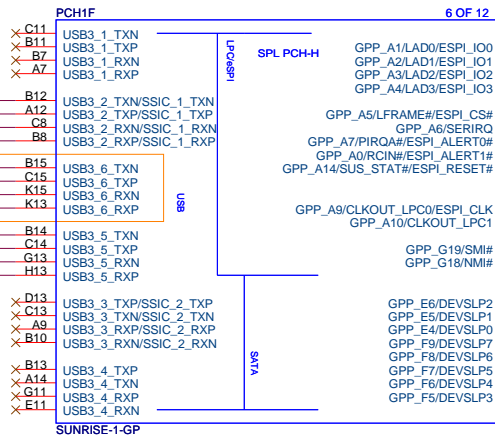 PCH1F 6 OF 12
C11 USB3_1_TXN
B11 USB3_1_TXP
B7 USB3_1_RXN
A7 USB3_1_RXP
B12 USB3_2_TXN/SSIC_1_TXN
A12 USB3_2_TXP/SSIC_1_TXP
C8 USB3_2_RXN/SSIC_1_RXN
B8 USB3_2_RXP/SSIC_1_RXP
B15 USB3_6_TXN
C15 USB3_6_TXP
K15 USB3_6_RXN
K13 USB3_6_RXP
B14 USB3_5_TXN
C14 USB3_5_TXP
G13 USB3_5_RXN
H13 USB3_5_RXP
D13 USB3_3_TXP/SSIC_2_TXP
C13 USB3_3_TXN/SSIC_2_TXN
A9 USB3_3_RXP/SSIC_2_RXP
B10 USB3_3_RXN/SSIC_2_RXN
B13 USB3_4_TXP
A14 USB3_4_TXN
G11 USB3_4_RXP
E11 USB3_4_RXN
LPC/eSPI
USB
SATA
SPL PCH-H
GPP_A1/LAD0/ESPI_IO0
GPP_A2/LAD1/ESPI_IO1
GPP_A3/LAD2/ESPI_IO2
GPP_A4/LAD3/ESPI_IO3
GPP_A5/LFRAME#/ESPI_CS#
GPP_A6/SERIRQ
GPP_A7/PIRQA#/ESPI_ALERT0#
GPP_A0/RCIN#/ESPI_ALERT1#
GPP_A14/SUS_STAT#/ESPI_RESET#
GPP_A9/CLKOUT_LPC0/ESPI_CLK
GPP_A10/CLKOUT_LPC1
GPP_G19/SMI#
GPP_G18/NMI#
GPP_E6/DEVSLP2
GPP_E5/DEVSLP1
GPP_E4/DEVSLP0
GPP_F9/DEVSLP7
GPP_F8/DEVSLP6
GPP_F7/DEVSLP5
GPP_F6/DEVSLP4
GPP_F5/DEVSLP3
SUNRISE-1-GP